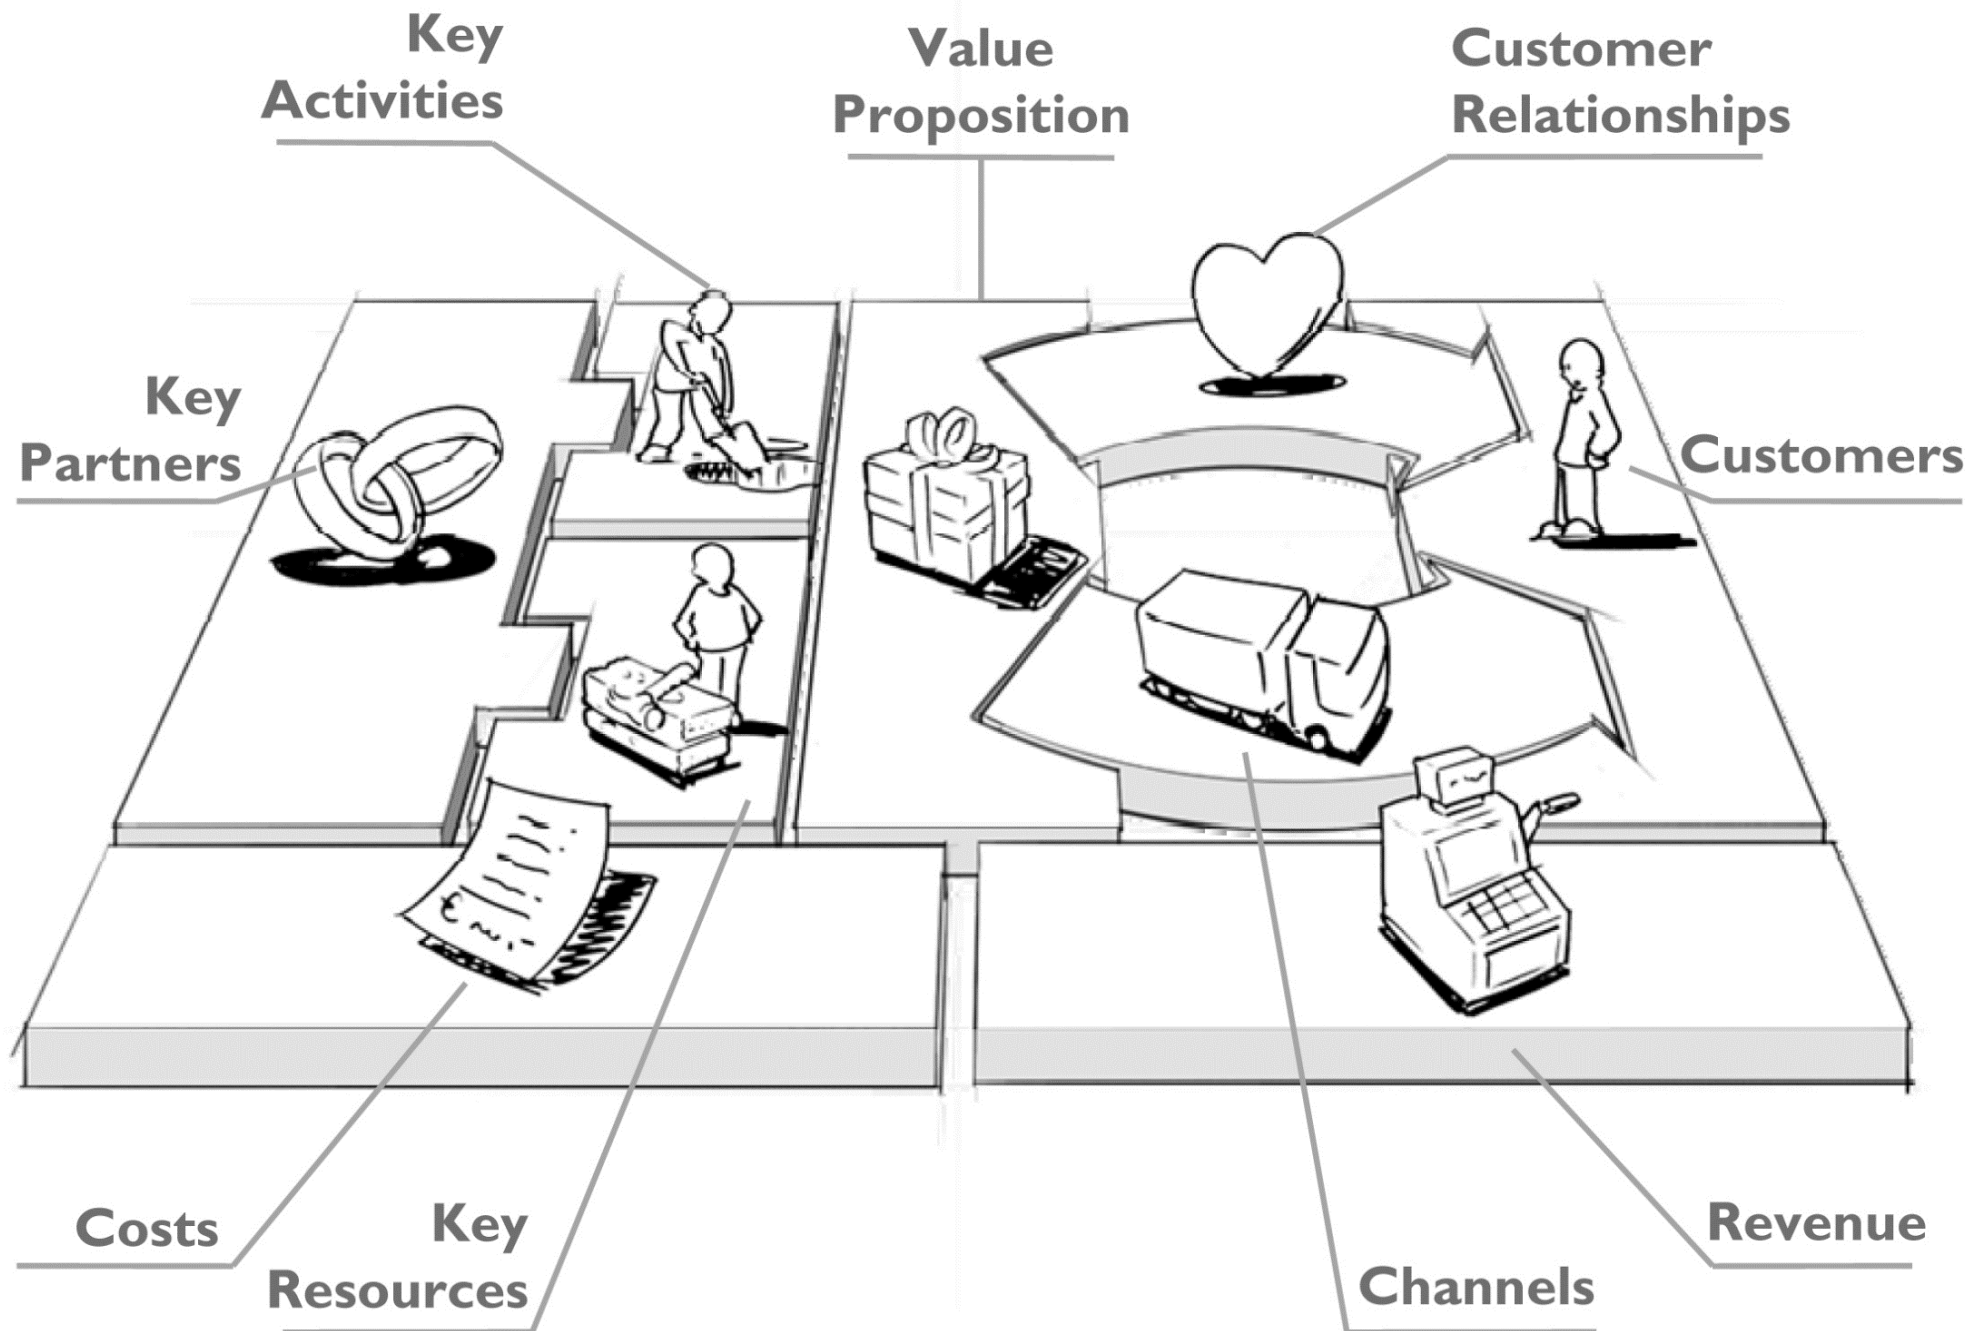 Key
Activities
Value
Proposition
Customer
Relationships
Key
Partners
Customers
€
Costs
Key
Resources
Revenue
Channels